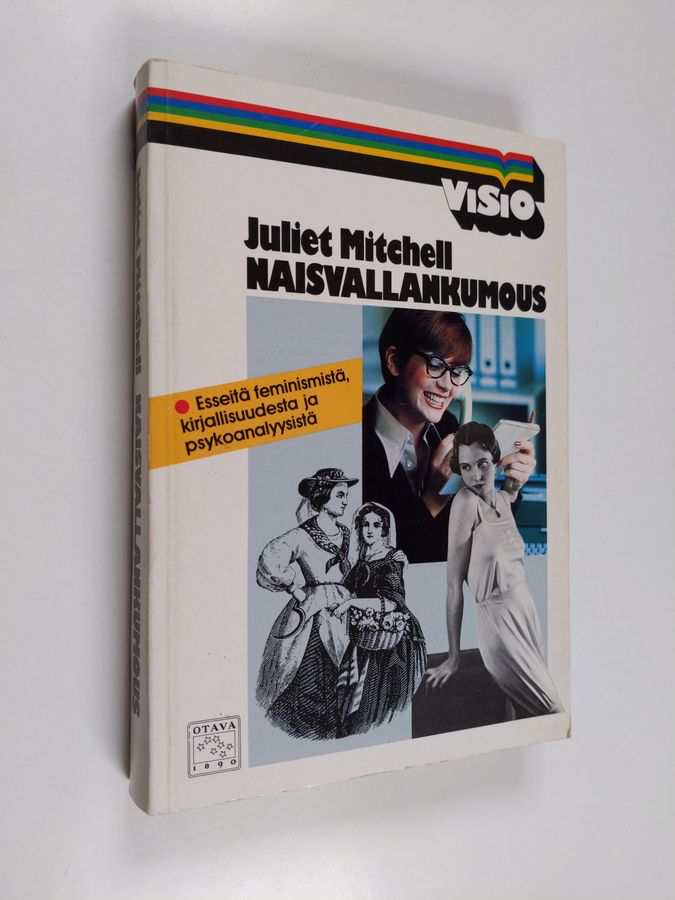 ViSiO
Juliet Mitchell
NAISVALLANKUMOUS
Esseitä feminismistä,
kirjallisuudesta ja
psykoanalyysistä
OTAVA
1890
Juliet Mitchell NAISVALLANKUMOUS